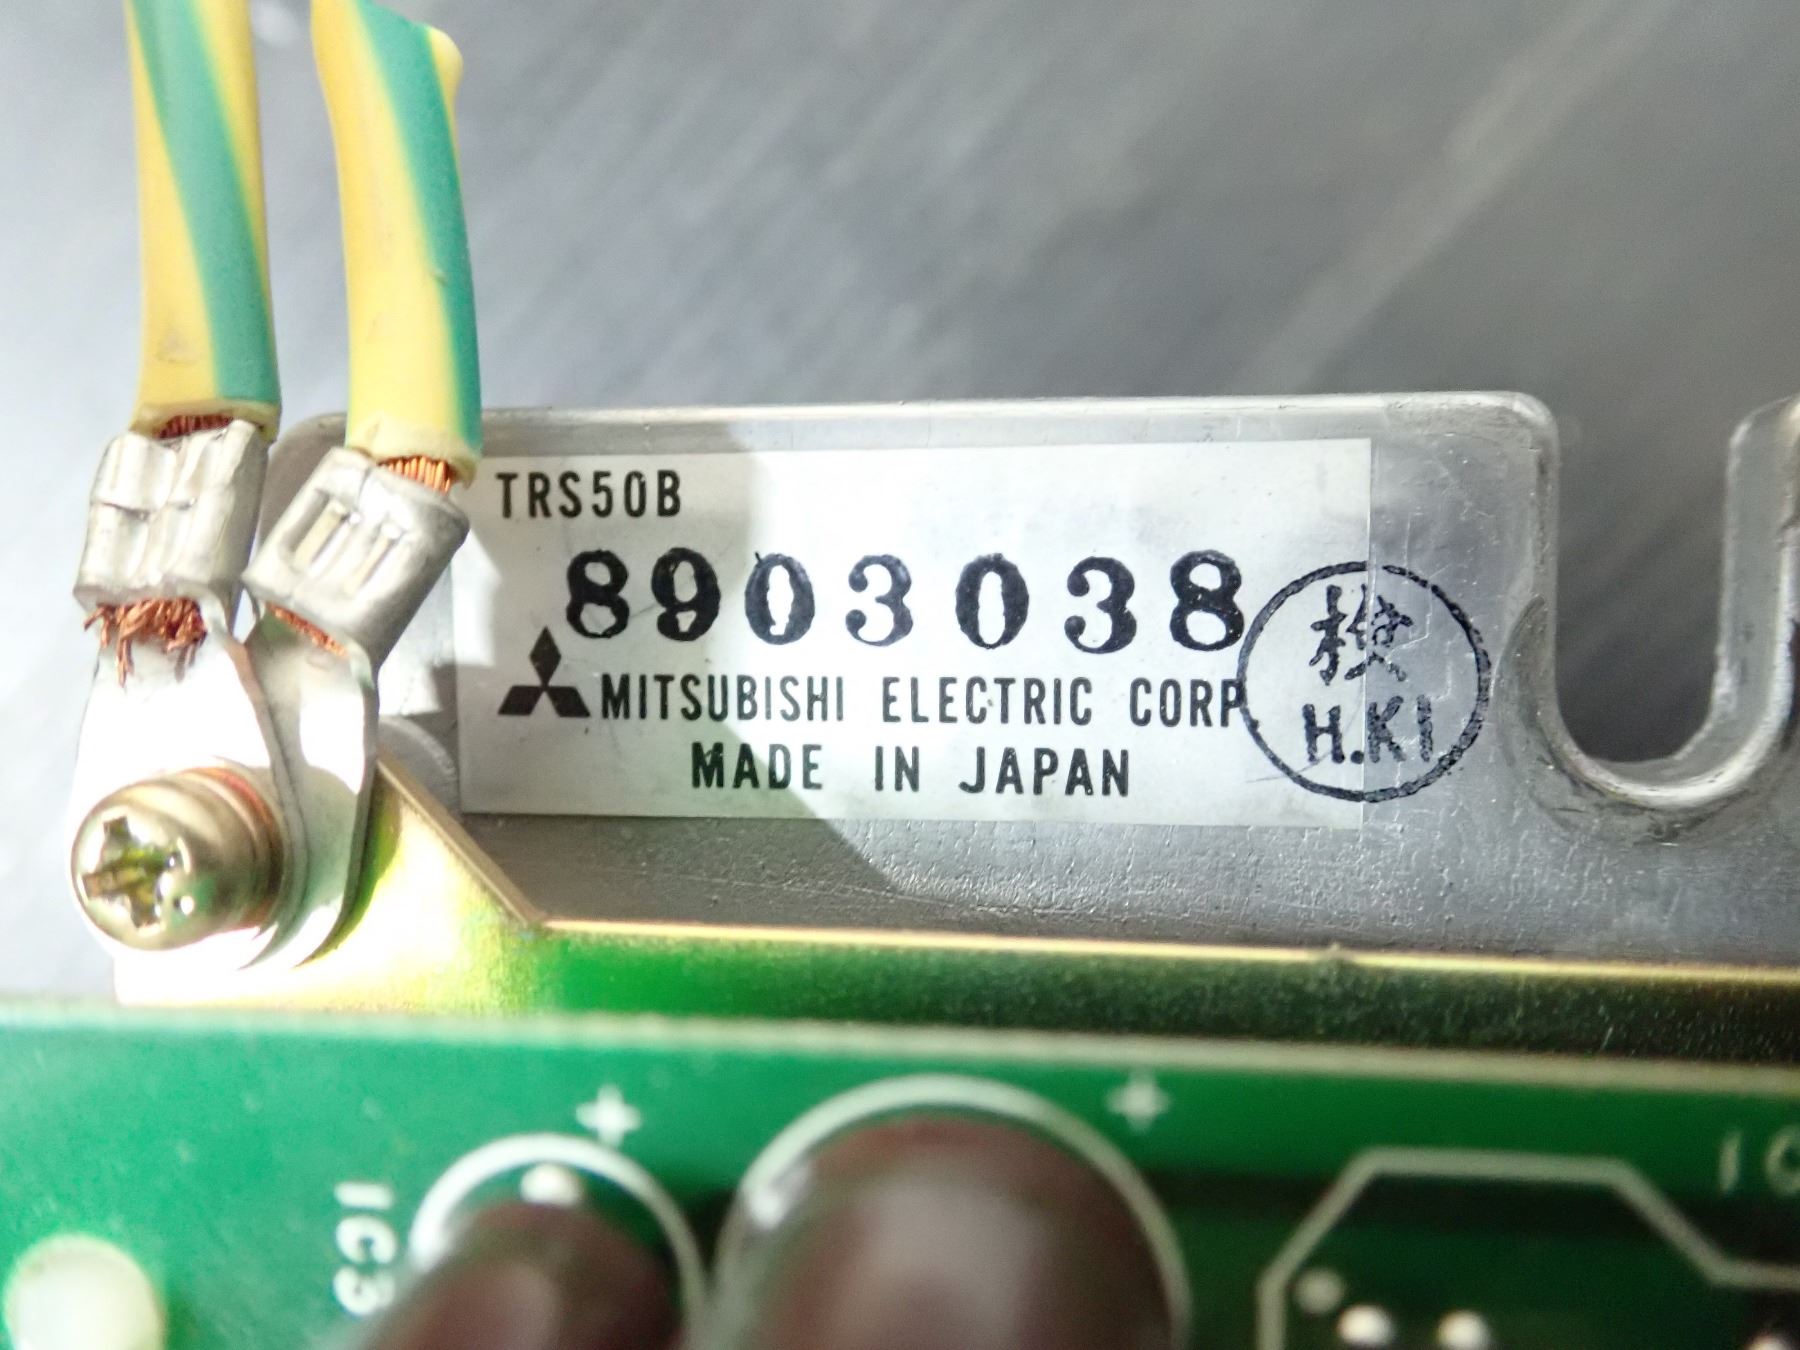 TRS50B
8903038
MITSUBISHI ELECTRIC CORP.
MADE IN JAPAN
検
H.KI
IC3